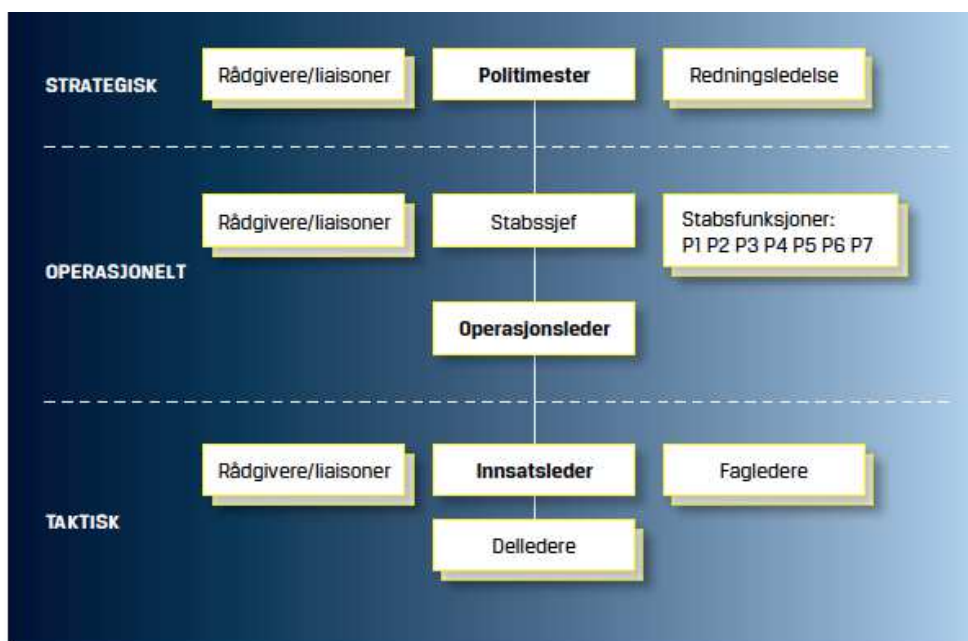 STRATEGISK
Rådgivere/liaisoner
Politimester
Redningsledelse
OPERASJONELT
Rådgivere/liaisoner
Stabssjef
Stabsfunksjoner:
P1 P2 P3 P4 P5 P6 P7
Operasjonsleder
TAKTISK
Rådgivere/liaisoner
Innsatsleder
Fagledere
Delledere